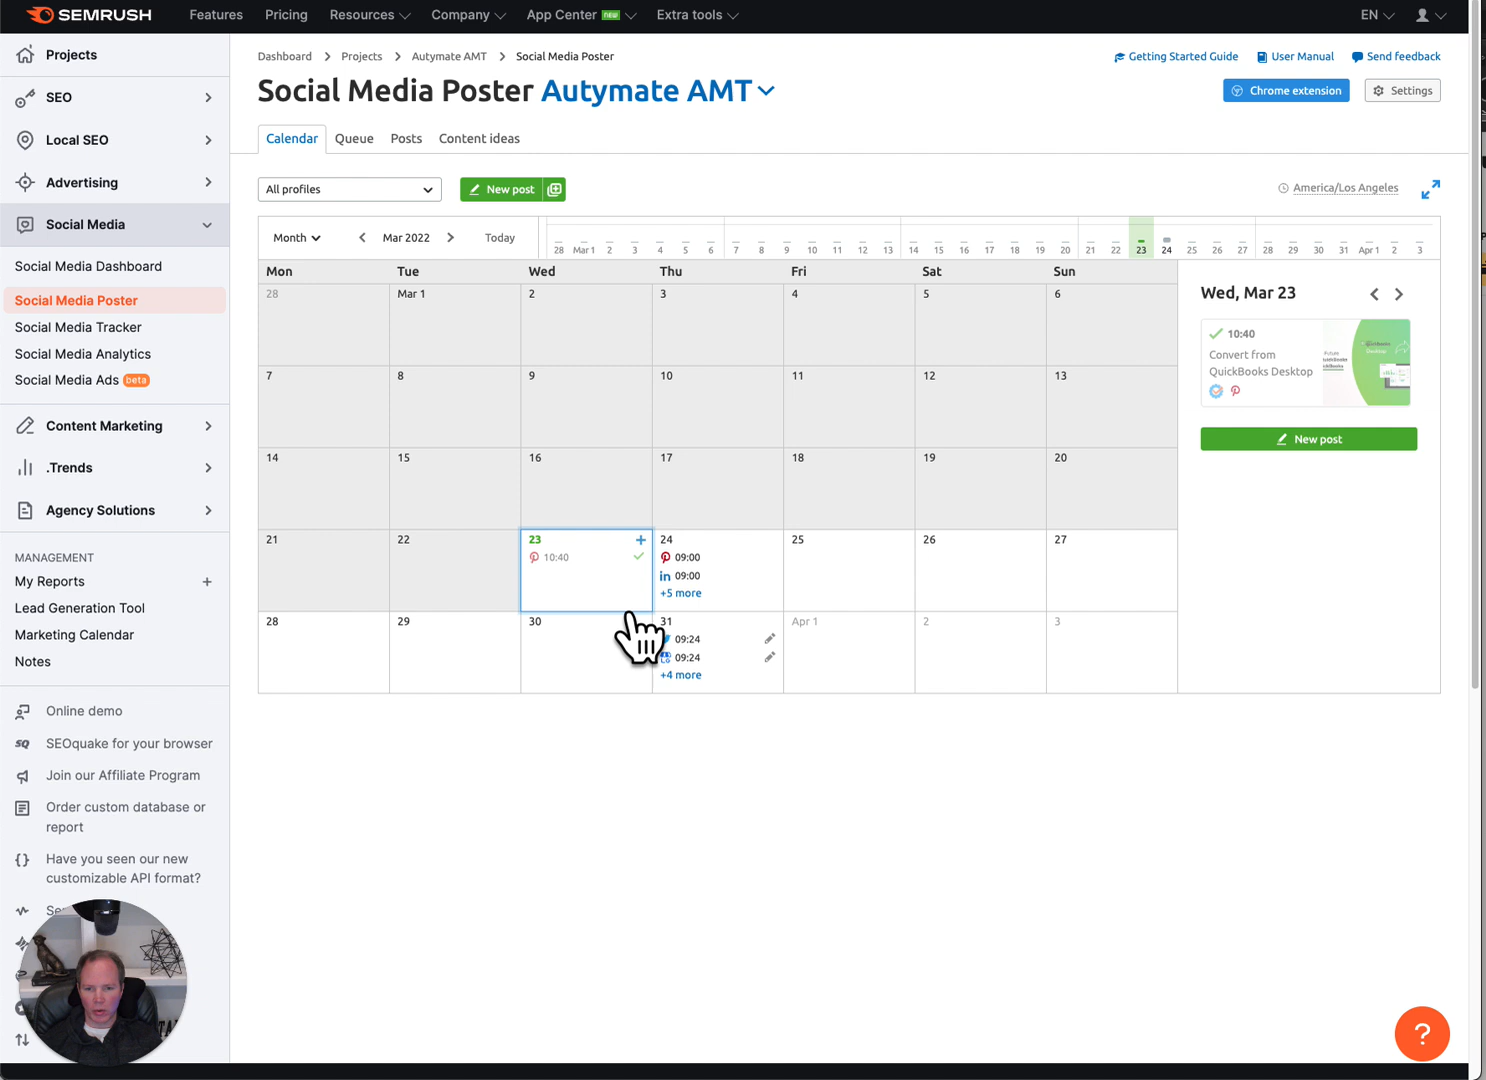 SEMRUSH
Features
Pricing
Resources
Company
App Center new
Extra tools
EN
Projects
SEO
Local SEO
Advertising
Social Media
Social Media Dashboard
Social Media Poster
Social Media Tracker
Social Media Analytics
Social Media Ads beta
Content Marketing
.Trends
Agency Solutions
MANAGEMENT
My Reports +
Lead Generation Tool
Marketing Calendar
Notes
Online demo
SQ SEOquake for your browser
Join our Affiliate Program
Order custom database or
report
{} Have you seen our new
customizable API format?
Dashboard > Projects > Autymate AMT > Social Media Poster
Getting Started Guide
User Manual
Send feedback
Social Media Poster Autymate AMT
Chrome extension
Settings
Calendar
Queue
Posts
Content ideas
All profiles
New post
America/Los Angeles
Month
< Mar 2022 >
Today
28 Mar 1 2 3 4 5 6 7 8 9 10 11 12 13 14 15 16 17 18 19 20 21 22 23 24 25 26 27 28 29 30 31 Apr 1 2 3
Mon Tue Wed Thu Fri Sat Sun
28 Mar 1 2 3 4 5 6
7 8 9 10 11 12 13
14 15 16 17 18 19 20
21 22 23 + 24 25 26 27
10:40
09:00
in 09:00
+5 more
28 29 30 31 Apr 1 2 3
09:24
09:24
+4 more
Wed, Mar 23
< >
10:40
Convert from
QuickBooks Desktop
New post
?